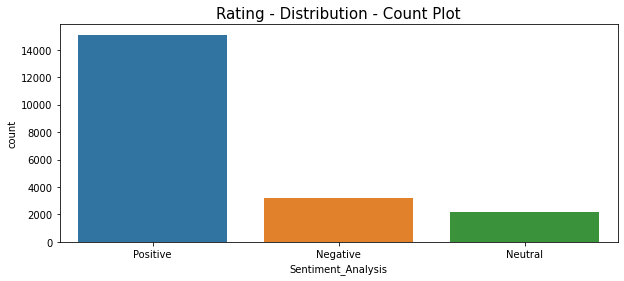 Rating - Distribution - Count Plot
14000
12000
10000
8000
6000
4000
2000
0
count
Positive
Negative
Neutral
Sentiment_Analysis